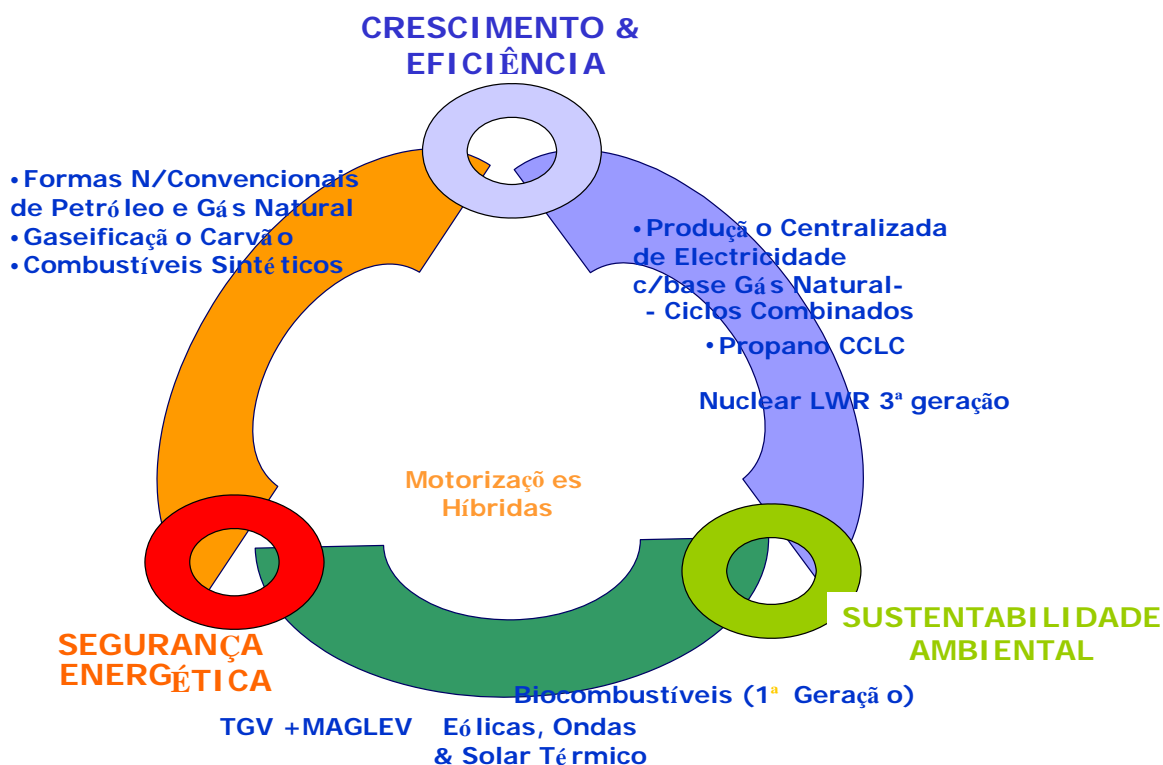 CRESCIMENTO &
EFICIÊNCIA
•Formas N/Convencionais
de Petróleo e Gás Natural
•Gaseificação Carvão
•Combustíveis Sintéticos
•Produção Centralizada
de Electricidade
c/base Gás Natural-
- Ciclos Combinados
•Propano CCLC
Nuclear LWR 3ª geração
Motorizações
Híbridas
SEGURANÇA
ENERGÉTICA
SUSTENTABILIDADE
AMBIENTAL
Biocombustíveis (1ª Geração)
TGV +MAGLEV
Eólicas, Ondas
& Solar Térmico